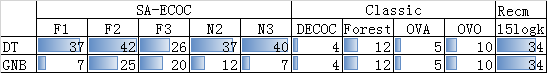 SA-ECOC Classic Recm
F1 F2 F3 N2 N3 DECOC Forest OVA OVO 15logk
DT 37 42 26 37 40 4 12 5 10 34
GNB 7 25 20 12 7 4 12 5 10 34